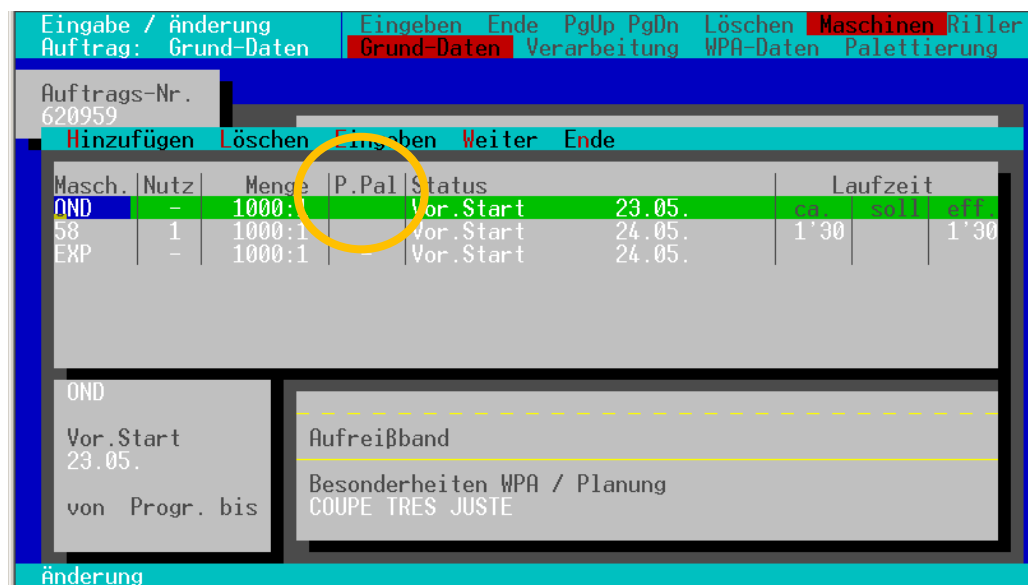 Eingabe / Änderung Eingeben Ende PgUp PgDn Löschen Maschinen Riller
Auftrag: Grund-Daten Grund-Daten Verarbeitung WPA-Daten Palettierung
Auftrags-Nr.
620959
Hinzufügen Löschen Eingeben Weiter Ende
Masch. |Nutz| Menge |P.Pal|Status | Laufzeit
OND | - | 1000:1 | |Vor.Start 23.05. | ca. | soll | eff.
58 | 1 | 1000:1 | |Vor.Start 24.05. | 1'30 | | 1'30
EXP | - | 1000:1 | - |Vor.Start 24.05. | | |
OND
Vor.Start
23.05.
von Progr. bis
Aufreißband
Besonderheiten WPA / Planung
COUPE TRES JUSTE
Änderung